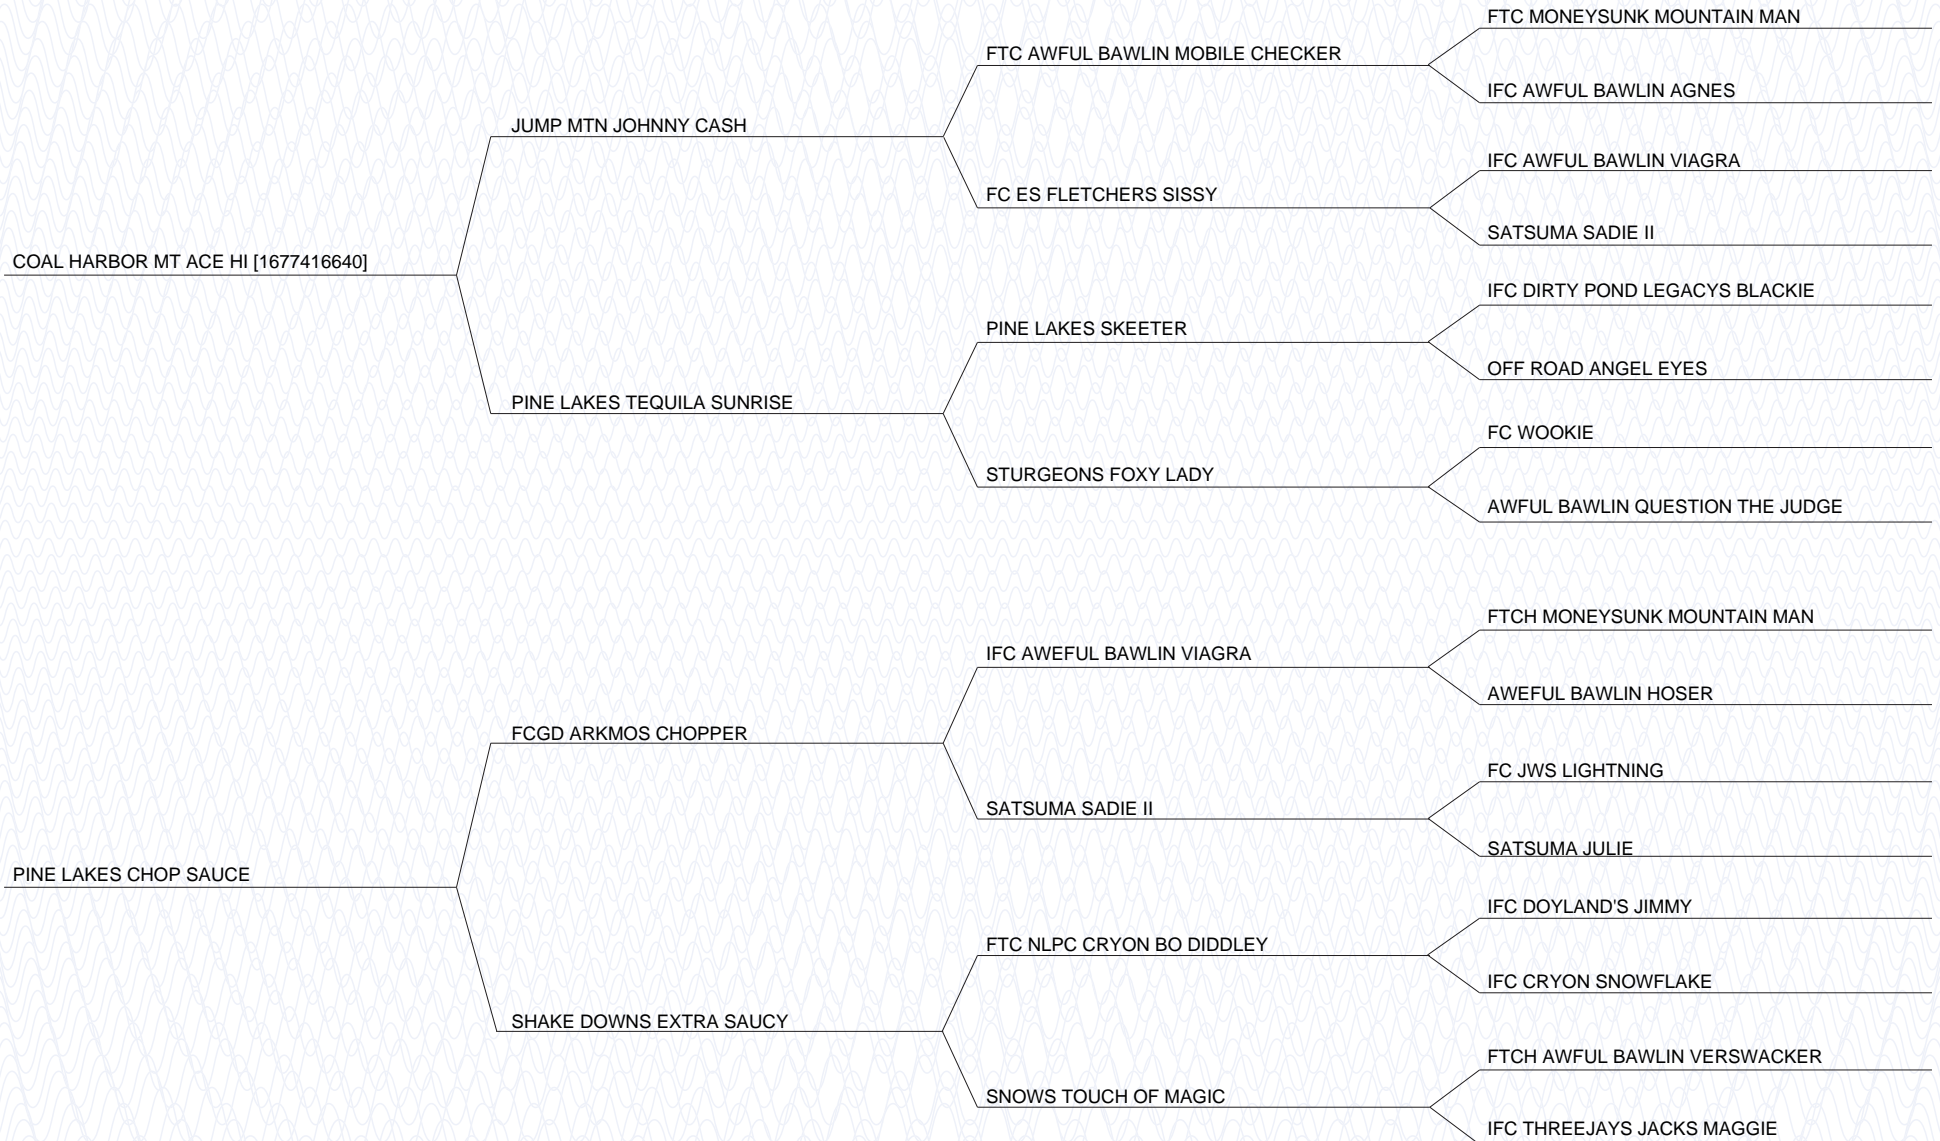 FTC MONEYSUNK MOUNTAIN MAN
FTC AWFUL BAWLIN MOBILE CHECKER
IFC AWFUL BAWLIN AGNES
JUMP MTN JOHNNY CASH
IFC AWFUL BAWLIN VIAGRA
FC ES FLETCHERS SISSY
SATSUMA SADIE II
COAL HARBOR MT ACE HI [1677416640]
IFC DIRTY POND LEGACYS BLACKIE
PINE LAKES SKEETER
OFF ROAD ANGEL EYES
PINE LAKES TEQUILA SUNRISE
FC WOOKIE
STURGEONS FOXY LADY
AWFUL BAWLIN QUESTION THE JUDGE
FTCH MONEYSUNK MOUNTAIN MAN
IFC AWEFUL BAWLIN VIAGRA
AWEFUL BAWLIN HOSER
FCGD ARKMOS CHOPPER
FC JWS LIGHTNING
SATSUMA SADIE II
SATSUMA JULIE
PINE LAKES CHOP SAUCE
IFC DOYLAND'S JIMMY
FTC NLPC CRYON BO DIDDLEY
IFC CRYON SNOWFLAKE
SHAKE DOWNS EXTRA SAUCY
FTCH AWFUL BAWLIN VERSWACKER
SNOWS TOUCH OF MAGIC
IFC THREEJAYS JACKS MAGGIE